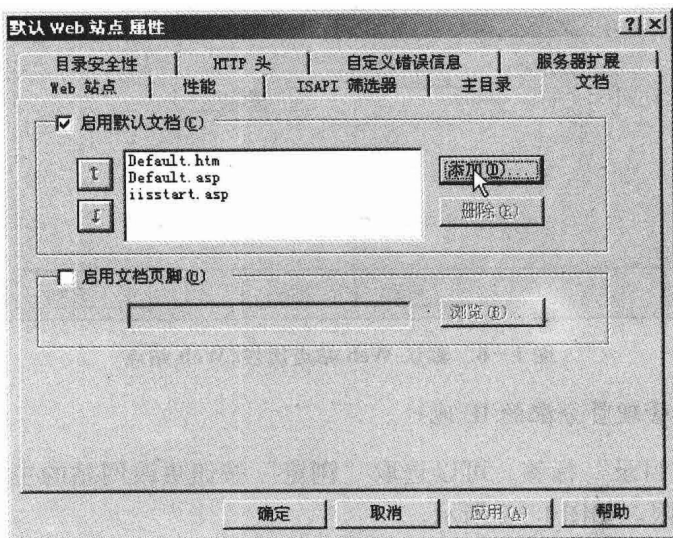 默认 Web 站点 属性
目录安全性 HTTP 头 自定义错误信息 服务器扩展
Web 站点 性能 ISAPI 筛选器 主目录 文档
启用默认文档(C)
Default.htm
Default.asp
iisstart.asp
添加(D)...
删除(R)
启用文档页脚(O)
浏览(B)...
确定 取消 应用(A) 帮助